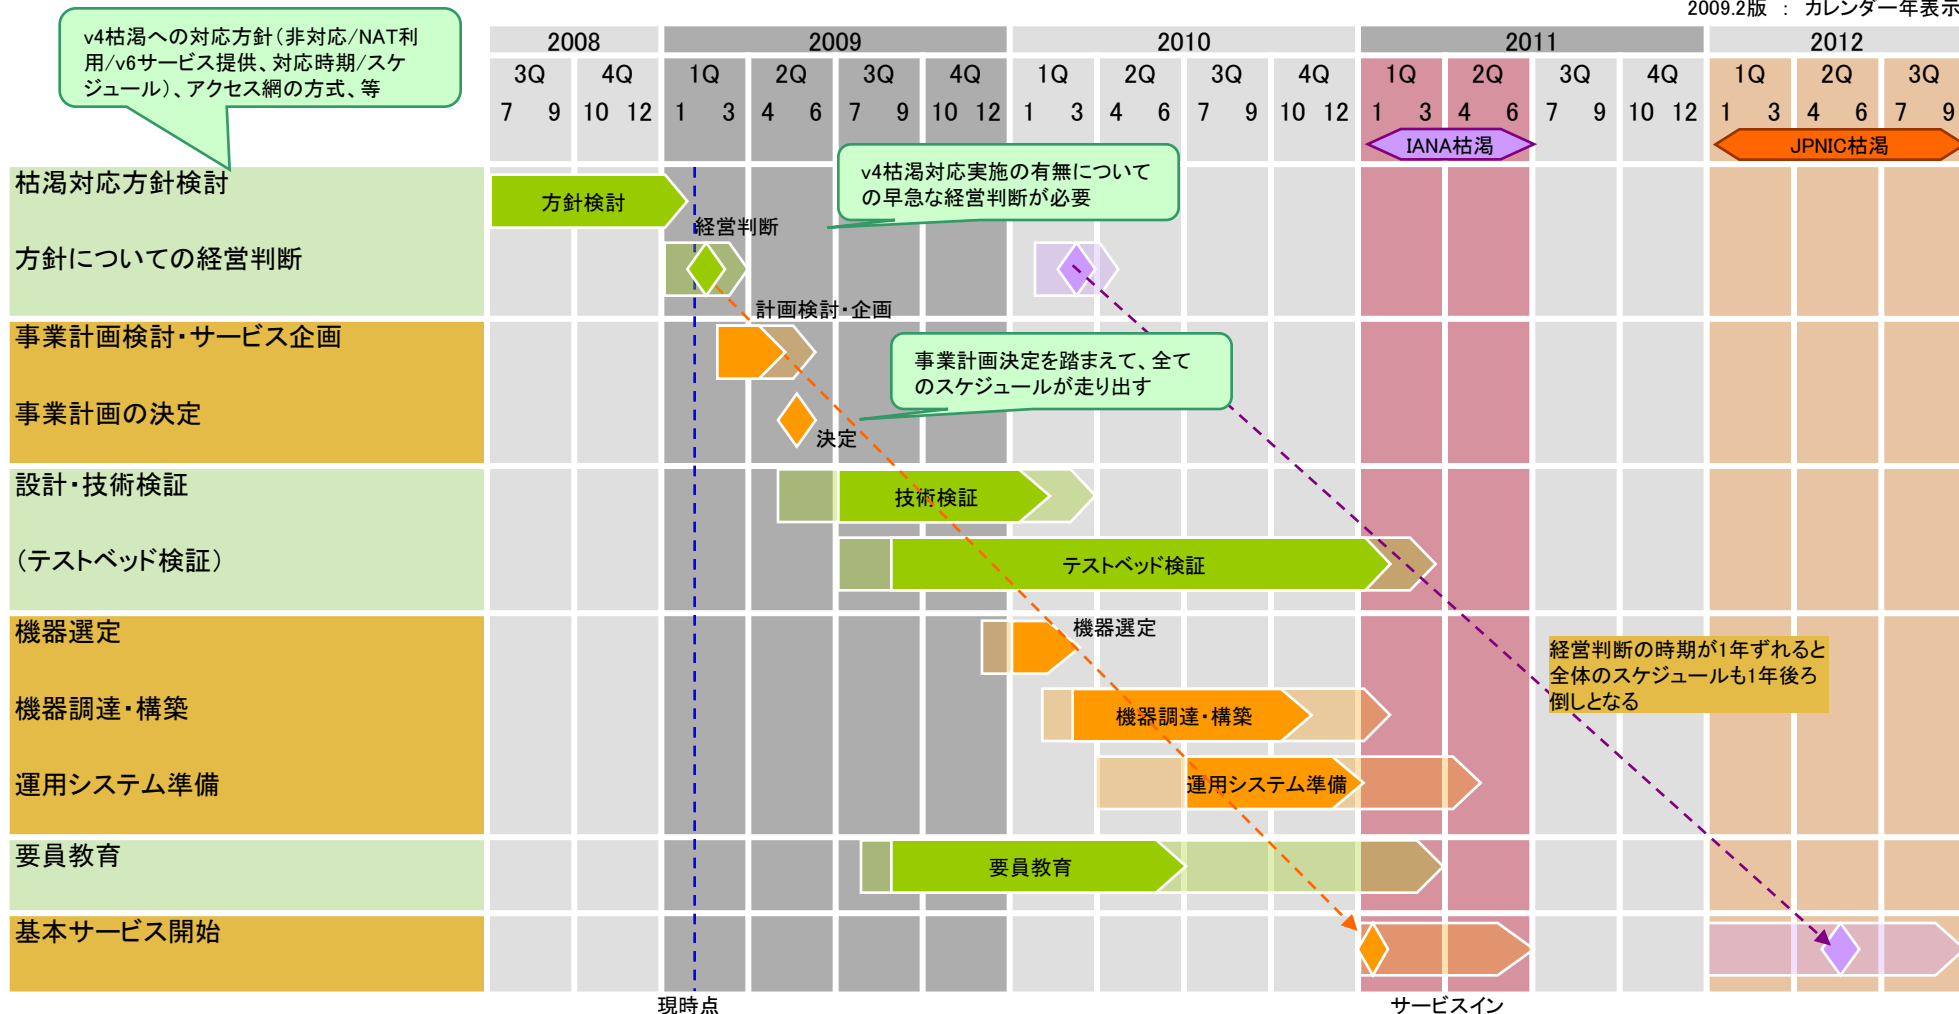 2009.2版 : カレンダー年表示
v4枯渇への対応方針(非対応/NAT利
用/v6サービス提供、対応時期/スケ
ジュール)、アクセス網の方式、等
2008 2009 2010 2011 2012
3Q 4Q 1Q 2Q 3Q 4Q 1Q 2Q 3Q 4Q 1Q 2Q 3Q 4Q 1Q 2Q 3Q
7 9 10 12 1 3 4 6 7 9 10 12 1 3 4 6 7 9 10 12 1 3 4 6 7 9 10 12 1 3 4 6 7 9
IANA枯渇 JPNIC枯渇
枯渇対応方針検討
方針検討
v4枯渇対応実施の有無について
の早急な経営判断が必要
経営判断
方針についての経営判断
計画検討・企画
事業計画検討・サービス企画
事業計画決定を踏まえて、全て
のスケジュールが走り出す
事業計画の決定
決定
設計・技術検証
技術検証
(テストベッド検証)
テストベッド検証
機器選定
機器選定
経営判断の時期が1年ずれると
全体のスケジュールも1年後ろ
倒しとなる
機器調達・構築
機器調達・構築
運用システム準備
運用システム準備
要員教育
要員教育
基本サービス開始
現時点
サービスイン